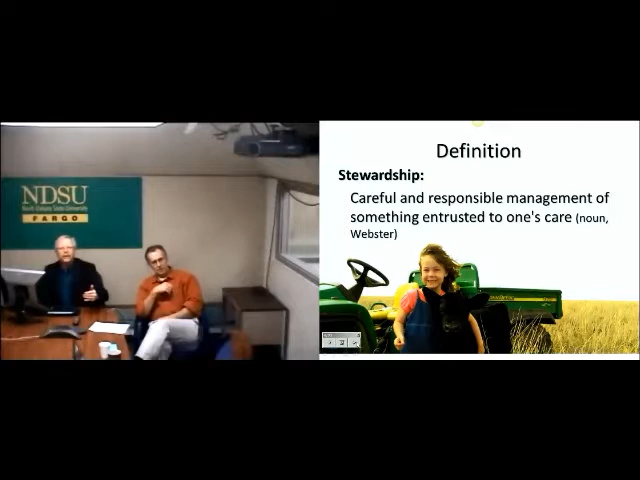 NDSU
North Dakota State University
FARGO
Definition
Stewardship:
Careful and responsible management of
something entrusted to one's care (noun,
Webster)